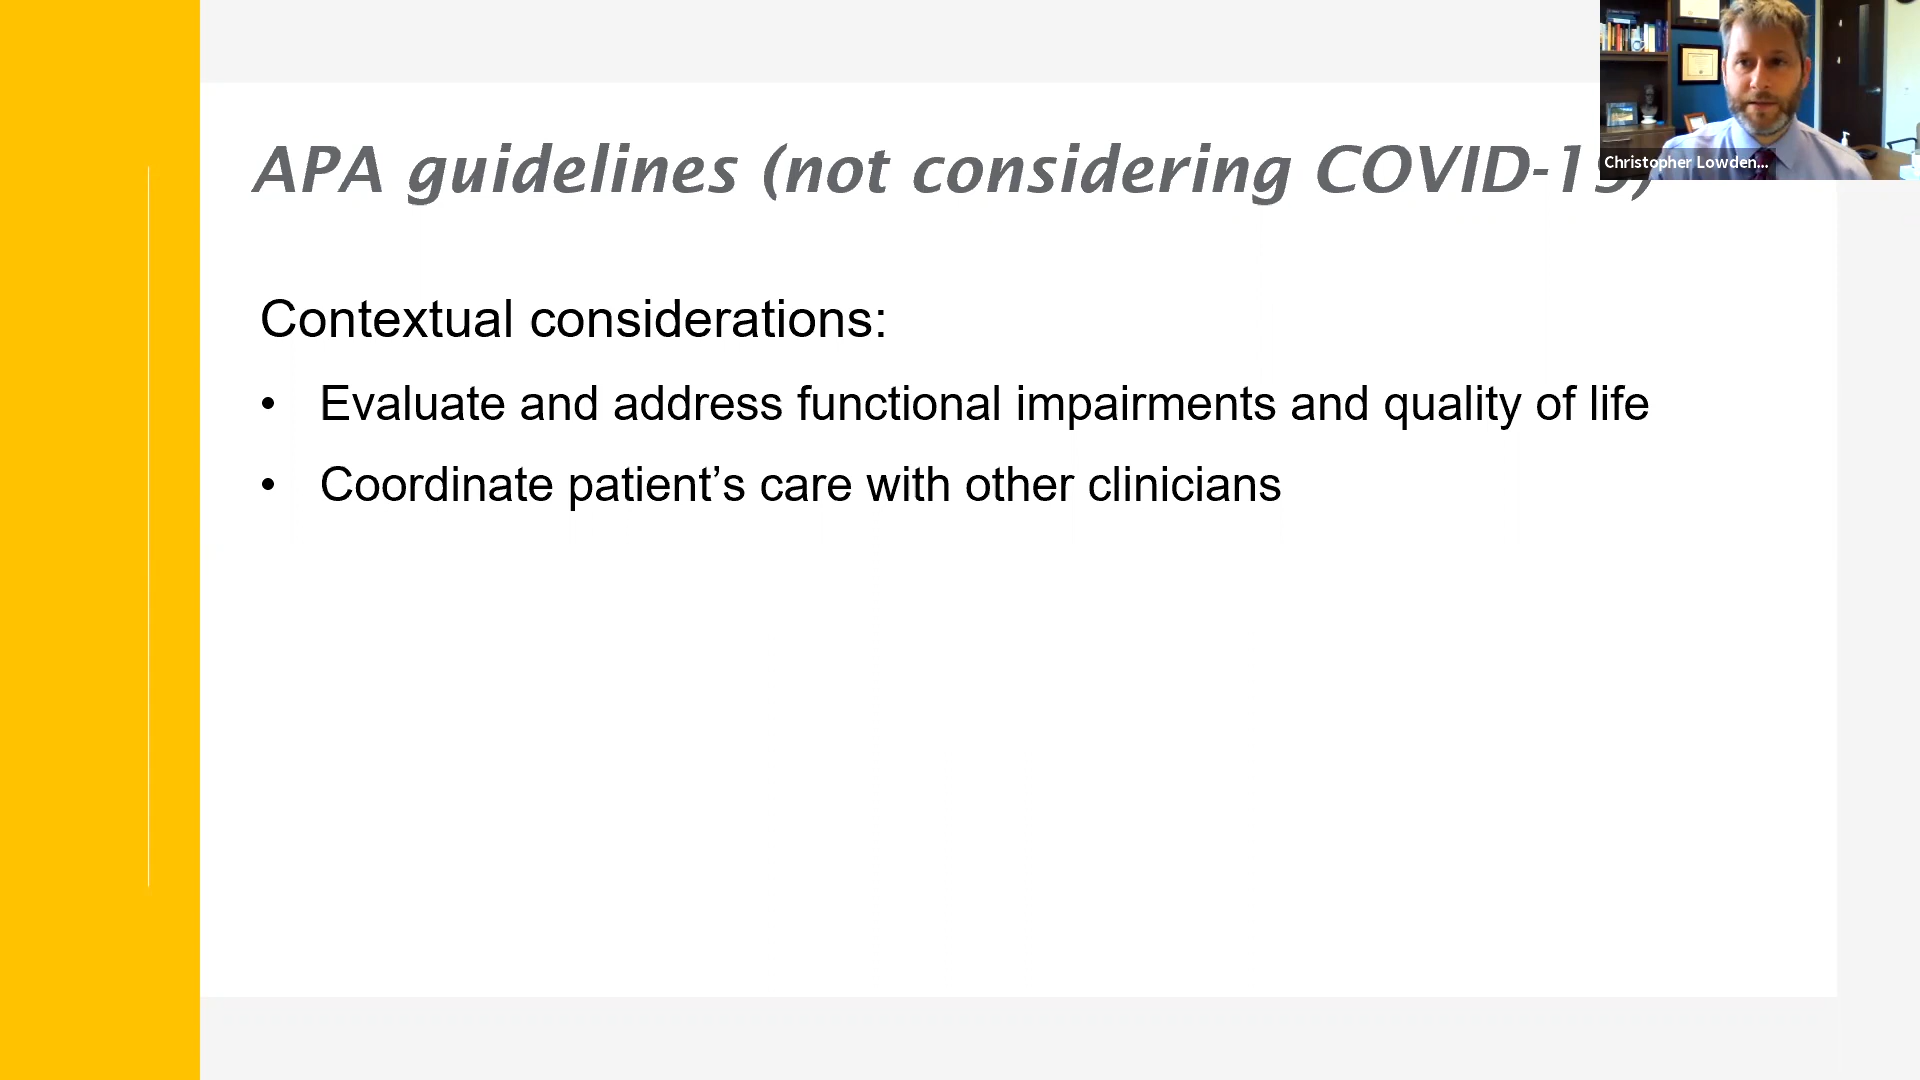 APA guidelines (not considering COVID-19)
Christopher Lowden...
Contextual considerations:
• Evaluate and address functional impairments and quality of life
• Coordinate patient’s care with other clinicians